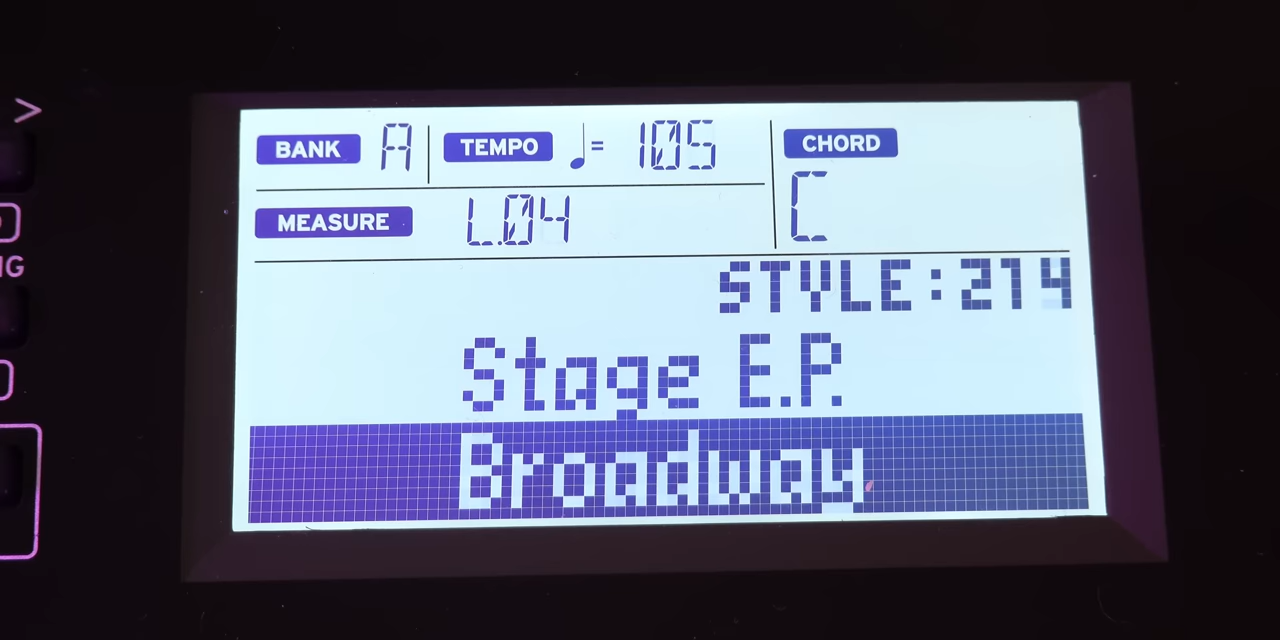 >
BANK A TEMPO ♩= 105 CHORD
C
MEASURE L.04
STYLE:214
Stage E.P.
Broadway